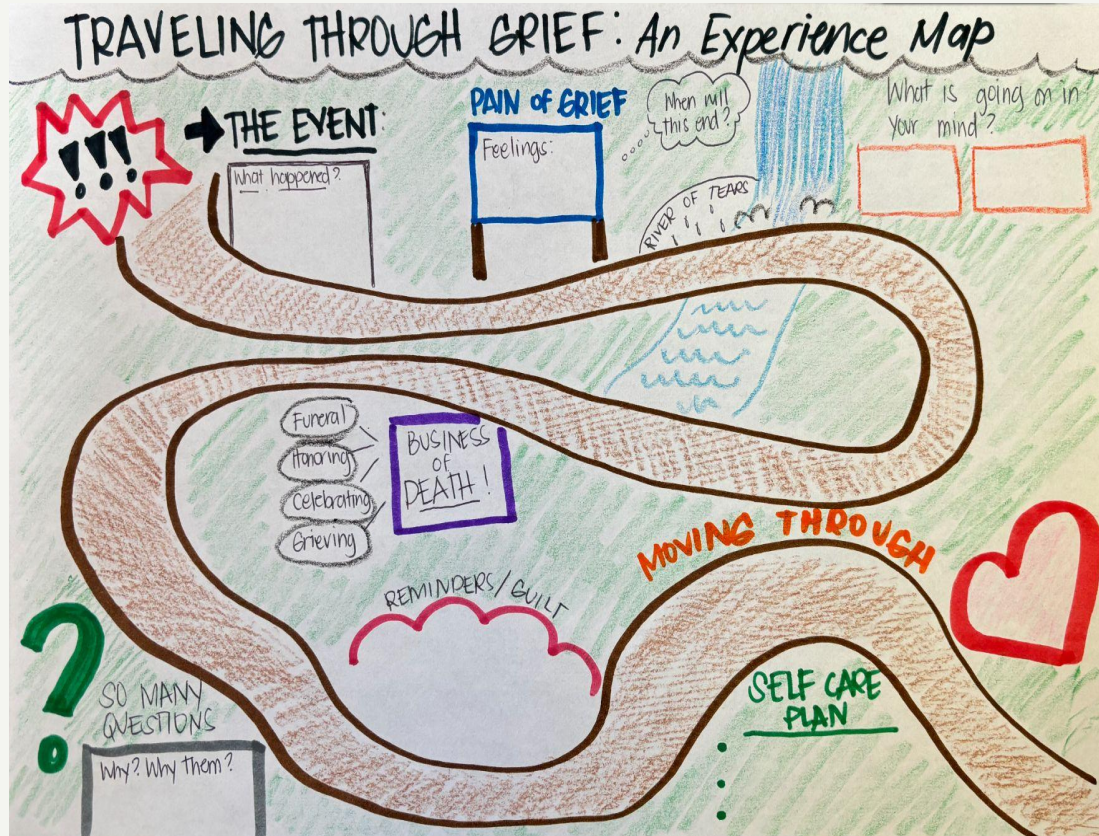 TRAVELING THROUGH GRIEF: An Experience Map
!!!
THE EVENT:
What happened?
PAIN OF GRIEF
Feelings:
When will
this end?
RIVER OF TEARS
What is going on in
your mind?
Funeral
Honoring
Celebrating
Grieving
BUSINESS
OF
DEATH!
MOVING THROUGH
REMINDERS/GUILT
?
SO MANY
QUESTIONS
Why? Why them?
SELF CARE
PLAN